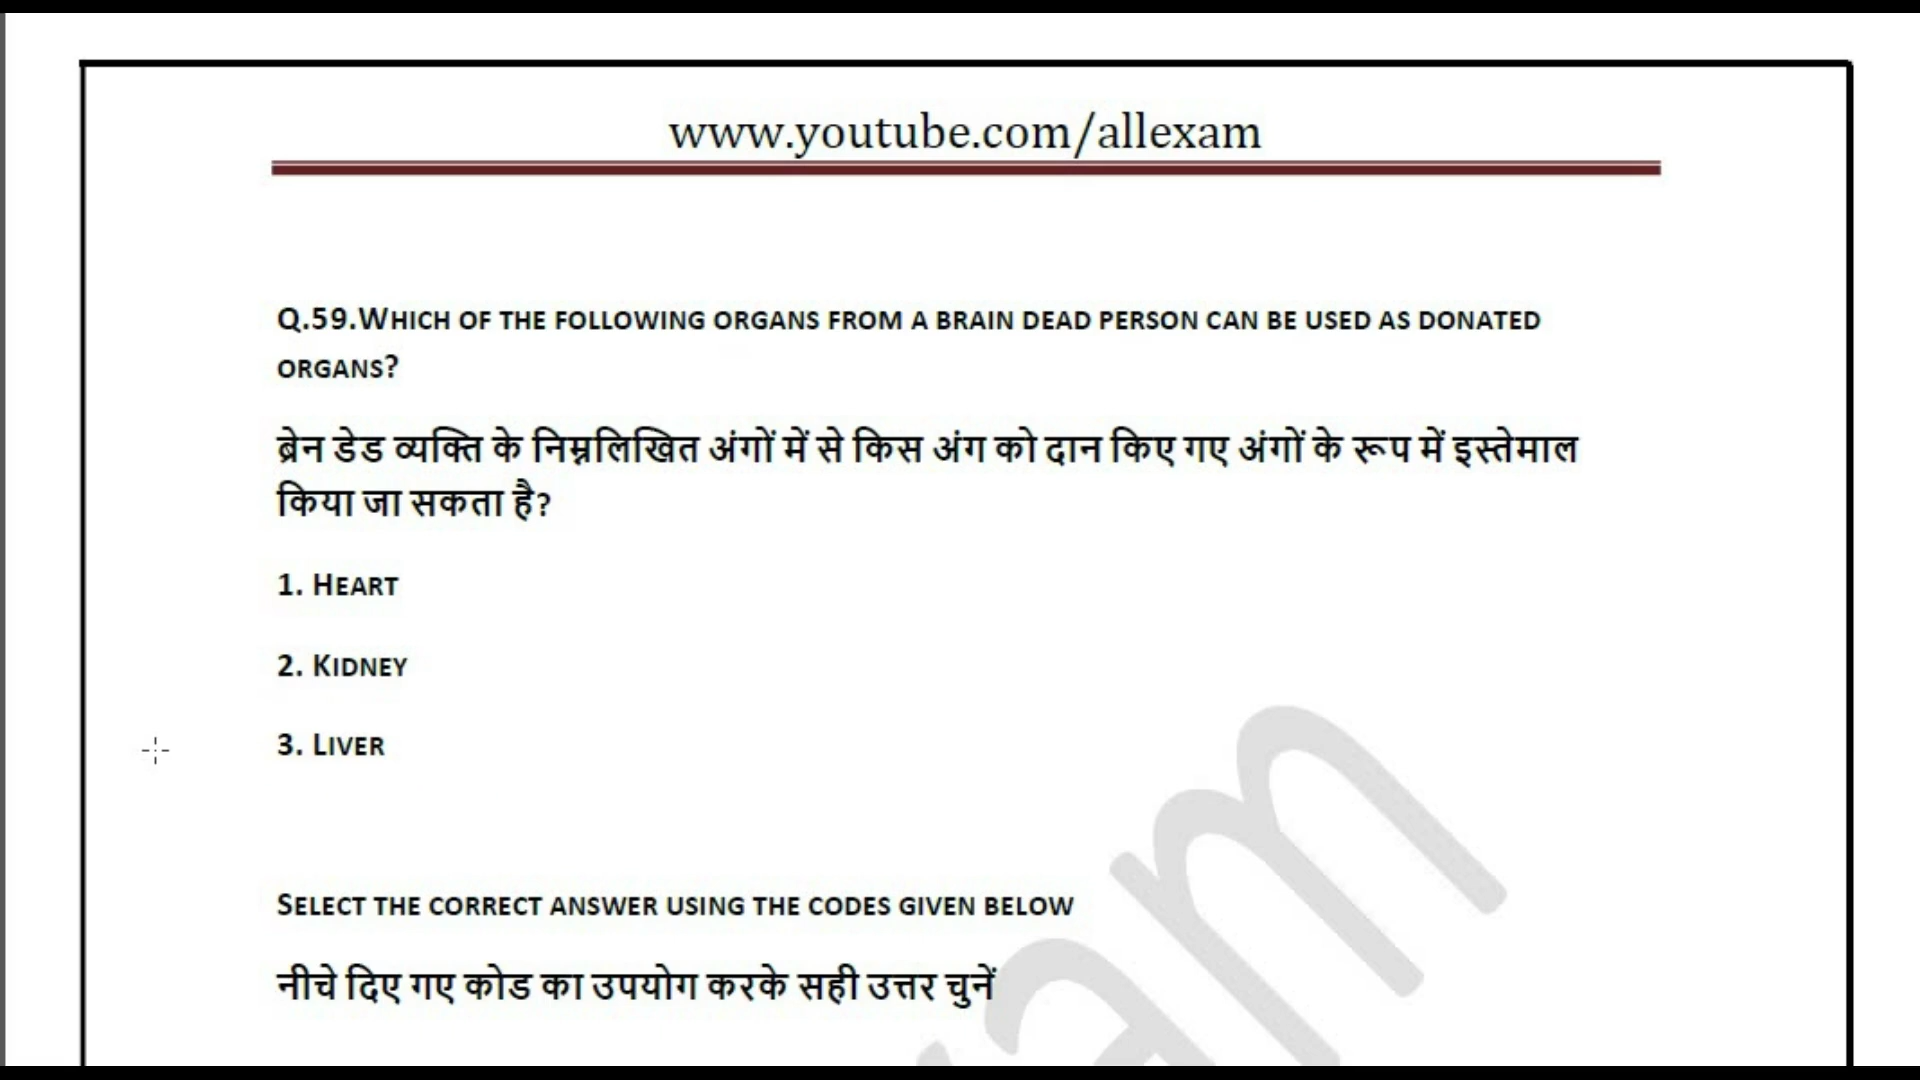 www.youtube.com/allexam
Q.59.WHICH OF THE FOLLOWING ORGANS FROM A BRAIN DEAD PERSON CAN BE USED AS DONATED
ORGANS?
ब्रेन डेड व्यक्ति के निम्नलिखित अंगों में से किस अंग को दान किए गए अंगों के रूप में इस्तेमाल
किया जा सकता है?
1. HEART
2. KIDNEY
3. LIVER
SELECT THE CORRECT ANSWER USING THE CODES GIVEN BELOW
नीचे दिए गए कोड का उपयोग करके सही उत्तर चुनें